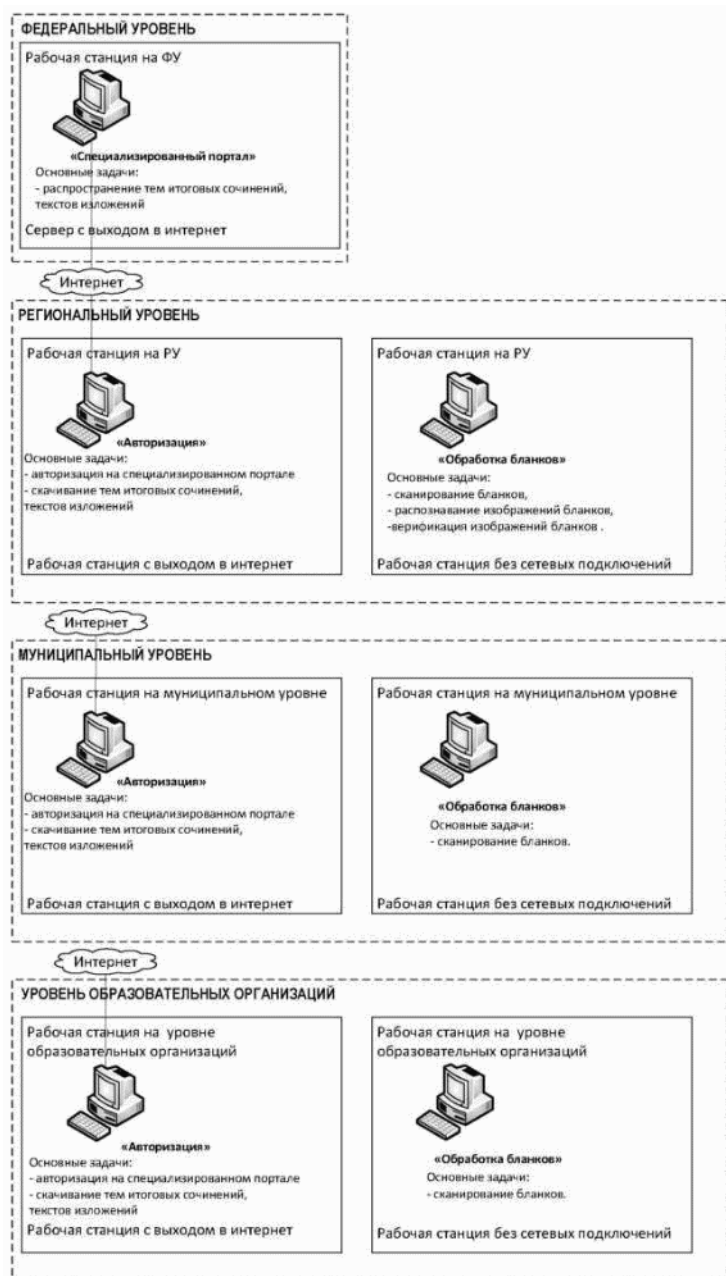 ФЕДЕРАЛЬНЫЙ УРОВЕНЬ
Рабочая станция на ФУ
«Специализированный портал»
Основные задачи:
- распространение тем итоговых сочинений,
текстов изложений
Сервер с выходом в интернет
Интернет
РЕГИОНАЛЬНЫЙ УРОВЕНЬ
Рабочая станция на РУ
«Авторизация»
Основные задачи:
- авторизация на специализированном портале
- скачивание тем итоговых сочинений,
текстов изложений
Рабочая станция с выходом в интернет
Рабочая станция на РУ
«Обработка бланков»
Основные задачи:
- сканирование бланков,
- распознавание изображений бланков,
-верификация изображений бланков .
Рабочая станция без сетевых подключений
Интернет
МУНИЦИПАЛЬНЫЙ УРОВЕНЬ
Рабочая станция на муниципальном уровне
«Авторизация»
Основные задачи:
- авторизация на специализированном портале
- скачивание тем итоговых сочинений,
текстов изложений
Рабочая станция с выходом в интернет
Рабочая станция на муниципальном уровне
«Обработка бланков»
Основные задачи:
- сканирование бланков.
Рабочая станция без сетевых подключений
Интернет
УРОВЕНЬ ОБРАЗОВАТЕЛЬНЫХ ОРГАНИЗАЦИЙ
Рабочая станция на уровне
образовательных организаций
«Авторизация»
Основные задачи:
- авторизация на специализированном портале
- скачивание тем итоговых сочинений,
текстов изложений
Рабочая станция с выходом в интернет
Рабочая станция на уровне
образовательных организаций
«Обработка бланков»
Основные задачи:
- сканирование бланков.
Рабочая станция без сетевых подключений